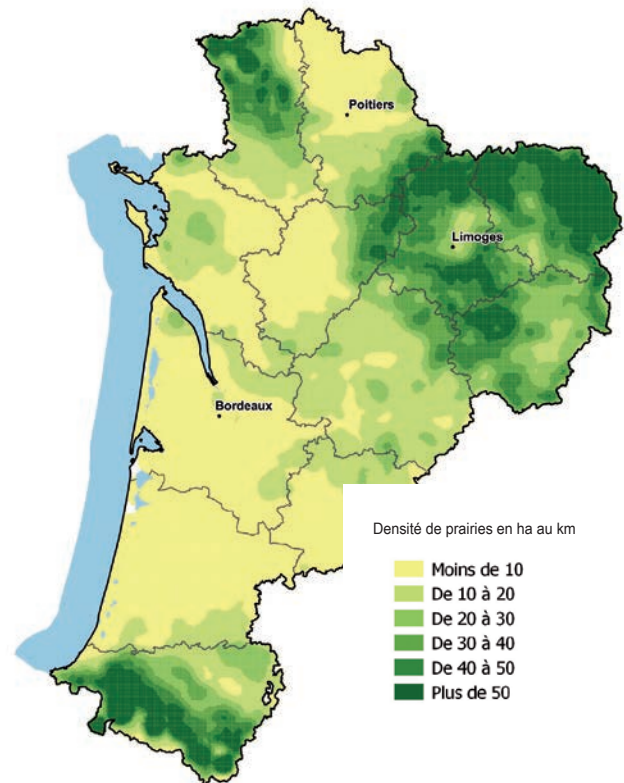 Poitiers
Limoges
Bordeaux
Densité de prairies en ha au km
Moins de 10
De 10 à 20
De 20 à 30
De 30 à 40
De 40 à 50
Plus de 50